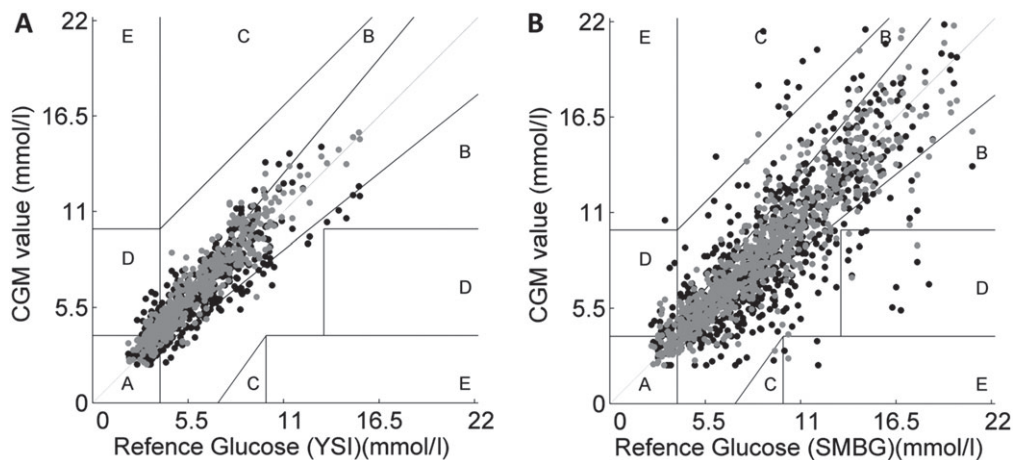 A
E
C
B
22
16.5
11
5.5
0
CGM value (mmol/l)
B
D
D
A
C
E
0
5.5
11
16.5
22
Refence Glucose (YSI)(mmol/l)
B
E
C
B
22
16.5
11
5.5
0
CGM value (mmol/l)
B
D
D
A
C
E
0
5.5
11
16.5
22
Refence Glucose (SMBG)(mmol/l)